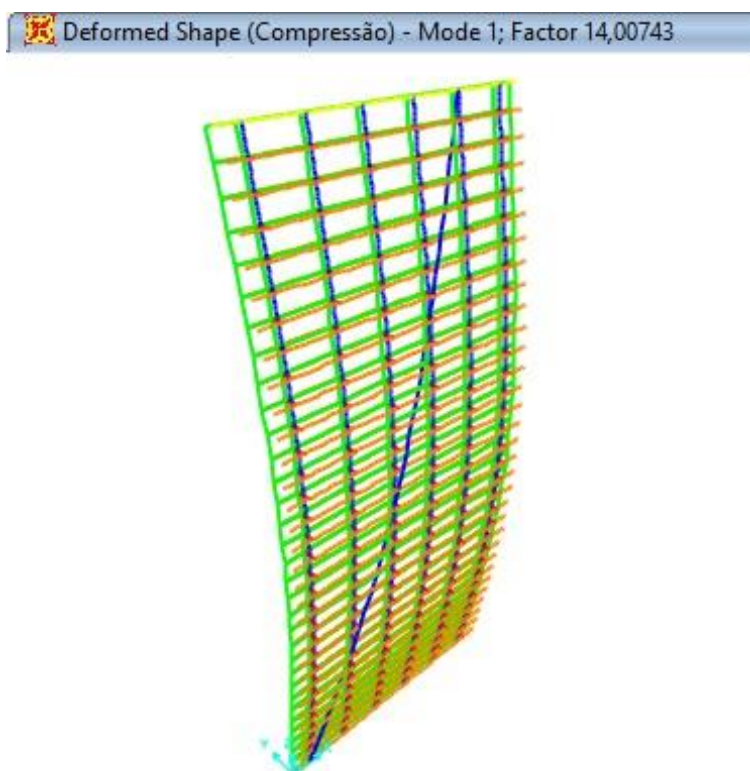 Deformed Shape (Compressão) - Mode 1; Factor 14,00743